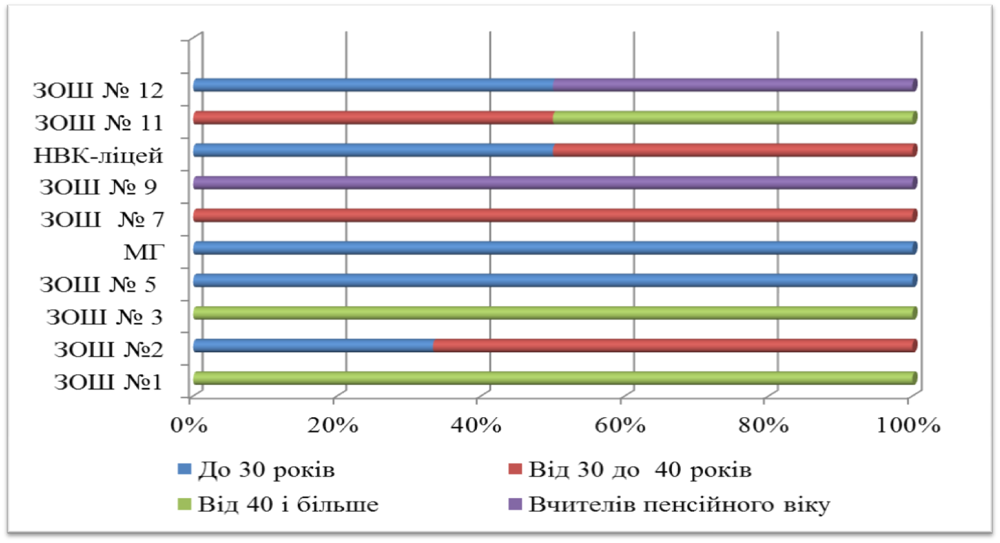 ЗОШ № 12
ЗОШ № 11
НВК-ліцей
ЗОШ № 9
ЗОШ № 7
МГ
ЗОШ № 5
ЗОШ № 3
ЗОШ №2
ЗОШ №1
0% 20% 40% 60% 80% 100%
До 30 років Від 30 до 40 років
Від 40 і більше Вчителів пенсійного віку